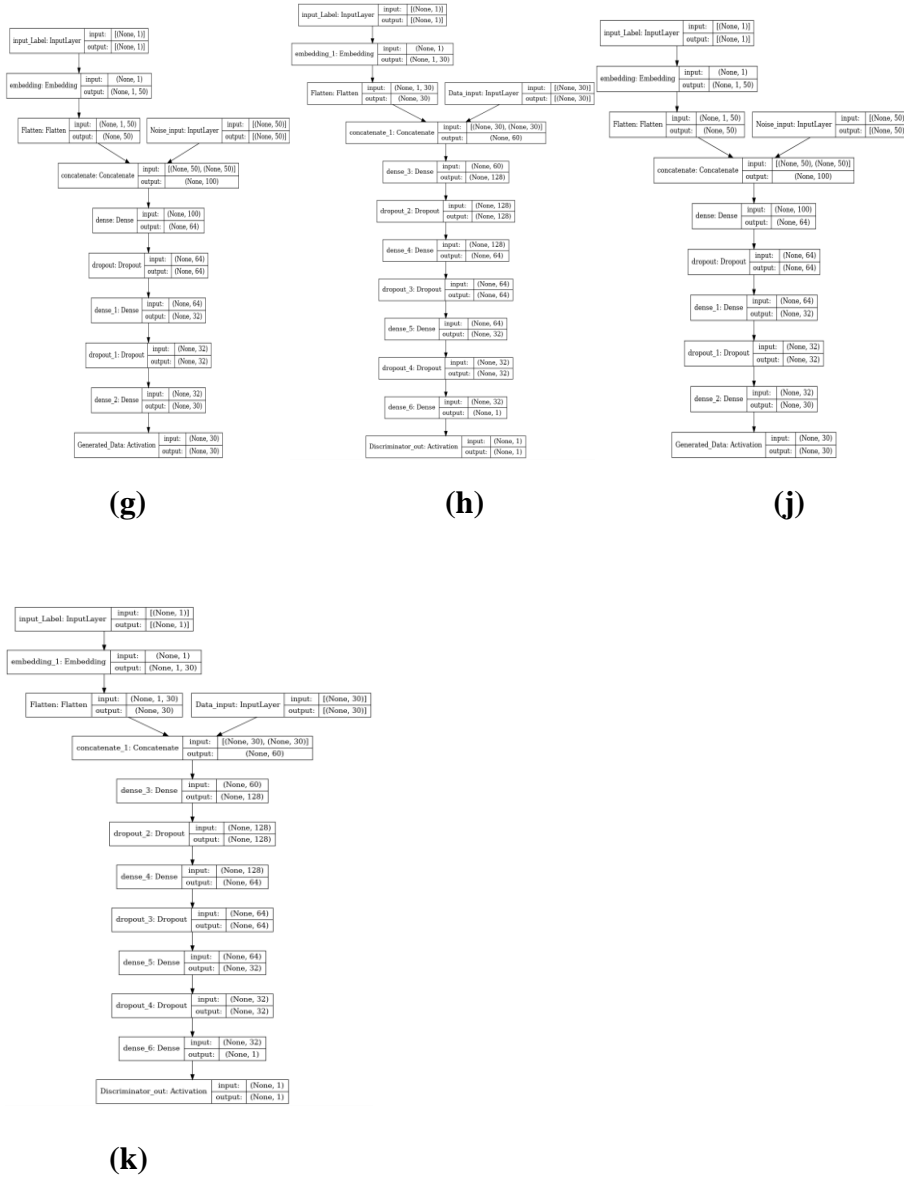 input_Label: InputLayer input: [(None, 1)]
output: [(None, 1)]
embedding: Embedding input: (None, 1)
output: (None, 1, 50)
Flatten: Flatten input: (None, 1, 50)
output: (None, 50)
Noise_input: InputLayer input: [(None, 50)]
output: [(None, 50)]
concatenate: Concatenate input: [(None, 50), (None, 50)]
output: (None, 100)
dense: Dense input: (None, 100)
output: (None, 64)
dropout: Dropout input: (None, 64)
output: (None, 64)
dense_1: Dense input: (None, 64)
output: (None, 32)
dropout_1: Dropout input: (None, 32)
output: (None, 32)
dense_2: Dense input: (None, 32)
output: (None, 30)
Generated_Data: Activation input: (None, 30)
output: (None, 30)
(g)
input_Label: InputLayer input: [(None, 1)]
output: [(None, 1)]
embedding_1: Embedding input: (None, 1)
output: (None, 1, 30)
Flatten: Flatten input: (None, 1, 30)
output: (None, 30)
Data_input: InputLayer input: [(None, 30)]
output: [(None, 30)]
concatenate_1: Concatenate input: [(None, 30), (None, 30)]
output: (None, 60)
dense_3: Dense input: (None, 60)
output: (None, 128)
dropout_2: Dropout input: (None, 128)
output: (None, 128)
dense_4: Dense input: (None, 128)
output: (None, 64)
dropout_3: Dropout input: (None, 64)
output: (None, 64)
dense_5: Dense input: (None, 64)
output: (None, 32)
dropout_4: Dropout input: (None, 32)
output: (None, 32)
dense_6: Dense input: (None, 32)
output: (None, 1)
Discriminator_out: Activation input: (None, 1)
output: (None, 1)
(h)
input_Label: InputLayer input: [(None, 1)]
output: [(None, 1)]
embedding: Embedding input: (None, 1)
output: (None, 1, 50)
Flatten: Flatten input: (None, 1, 50)
output: (None, 50)
Noise_input: InputLayer input: [(None, 50)]
output: [(None, 50)]
concatenate: Concatenate input: [(None, 50), (None, 50)]
output: (None, 100)
dense: Dense input: (None, 100)
output: (None, 64)
dropout: Dropout input: (None, 64)
output: (None, 64)
dense_1: Dense input: (None, 64)
output: (None, 32)
dropout_1: Dropout input: (None, 32)
output: (None, 32)
dense_2: Dense input: (None, 32)
output: (None, 30)
Generated_Data: Activation input: (None, 30)
output: (None, 30)
(j)
input_Label: InputLayer input: [(None, 1)]
output: [(None, 1)]
embedding_1: Embedding input: (None, 1)
output: (None, 1, 30)
Flatten: Flatten input: (None, 1, 30)
output: (None, 30)
Data_input: InputLayer input: [(None, 30)]
output: [(None, 30)]
concatenate_1: Concatenate input: [(None, 30), (None, 30)]
output: (None, 60)
dense_3: Dense input: (None, 60)
output: (None, 128)
dropout_2: Dropout input: (None, 128)
output: (None, 128)
dense_4: Dense input: (None, 128)
output: (None, 64)
dropout_3: Dropout input: (None, 64)
output: (None, 64)
dense_5: Dense input: (None, 64)
output: (None, 32)
dropout_4: Dropout input: (None, 32)
output: (None, 32)
dense_6: Dense input: (None, 32)
output: (None, 1)
Discriminator_out: Activation input: (None, 1)
output: (None, 1)
(k)